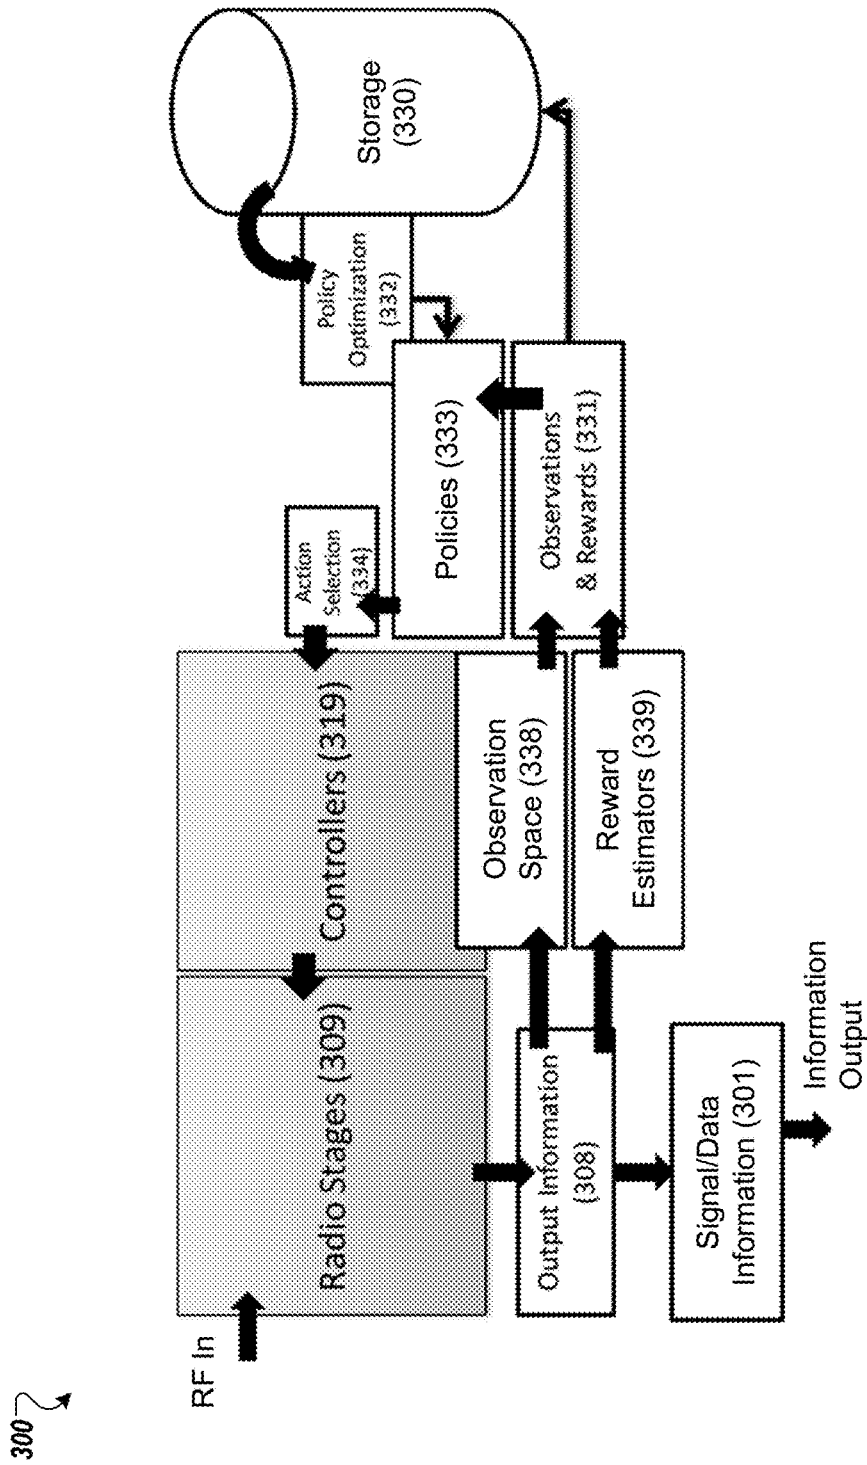 300
RF In
Radio Stages (309)
Controllers (319)
Action
Selection
(334)
Policy
Optimization
(332)
Storage
(330)
Policies (333)
Observation
Space (338)
Observations
& Rewards (331)
Reward
Estimators (339)
Output Information
(308)
Signal/Data
Information (301)
Information
Output